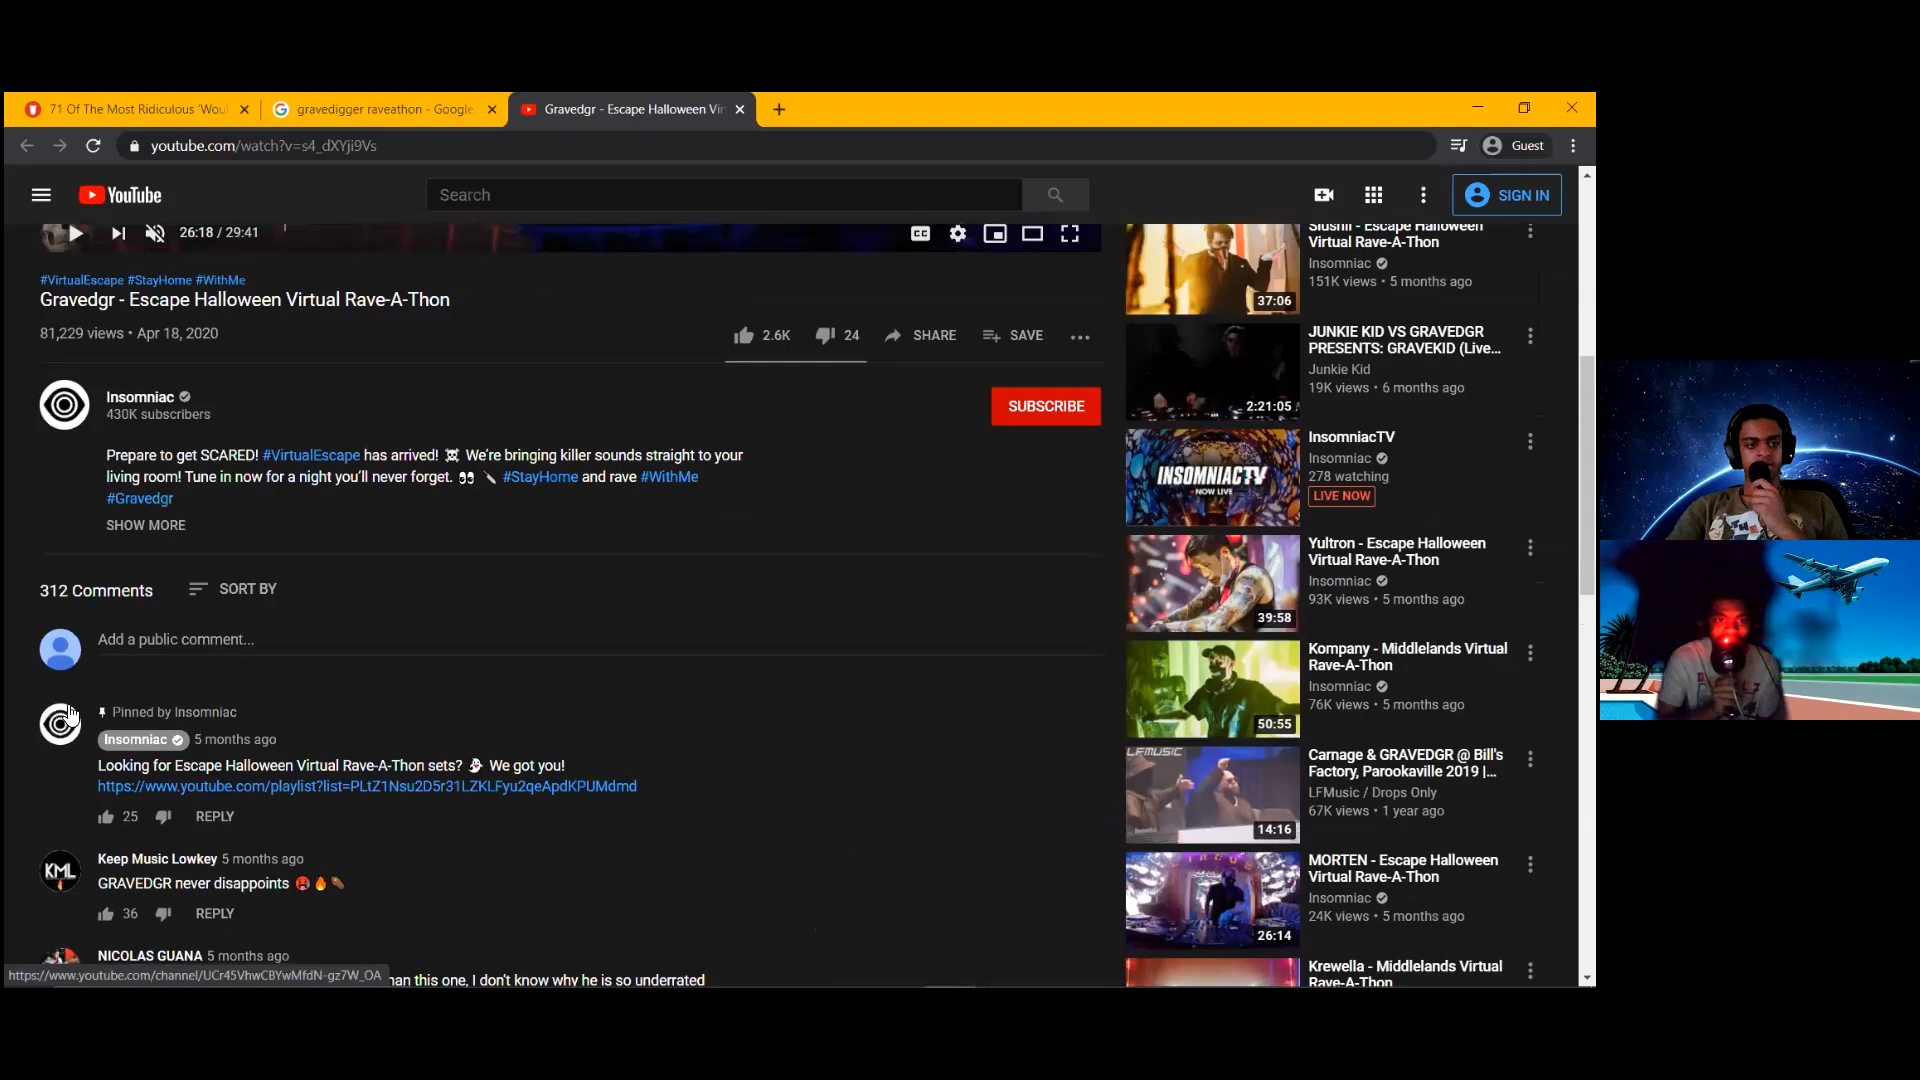 71 Of The Most Ridiculous 'Woul
gravedigger raveathon - Google
Gravedgr - Escape Halloween Vir
youtube.com/watch?v=s4_dXYji9Vs
Guest
YouTube
Search
SIGN IN
26:18 / 29:41
CC
#VirtualEscape #StayHome #WithMe
Gravedgr - Escape Halloween Virtual Rave-A-Thon
81,229 views • Apr 18, 2020
2.6K
24
SHARE
SAVE
Insomniac
430K subscribers
SUBSCRIBE
Prepare to get SCARED! #VirtualEscape has arrived! ☠ We're bringing killer sounds straight to your
living room! Tune in now for a night you'll never forget. 👀 🔪 #StayHome and rave #WithMe
#Gravedgr
SHOW MORE
312 Comments
SORT BY
Add a public comment...
Pinned by Insomniac
Insomniac 5 months ago
Looking for Escape Halloween Virtual Rave-A-Thon sets? 👻 We got you!
https://www.youtube.com/playlist?list=PLtZ1Nsu2D5r31LZKLFyu2qeApdKPUMdmd
25
REPLY
KML
Keep Music Lowkey 5 months ago
GRAVEDGR never disappoints 🥵🔥⚰️
36
REPLY
NICOLAS GUANA 5 months ago
han this one, I don't know why he is so underrated
https://www.youtube.com/channel/UCr45VhwCBYwMfdN-gz7W_OA
Slushii - Escape Halloween
Virtual Rave-A-Thon
Insomniac
151K views • 5 months ago
37:06
JUNKIE KID VS GRAVEDGR
PRESENTS: GRAVEKID (Live...
Junkie Kid
19K views • 6 months ago
2:21:05
INSOMNIACTV
NOW LIVE
InsomniacTV
Insomniac
278 watching
LIVE NOW
Yultron - Escape Halloween
Virtual Rave-A-Thon
Insomniac
93K views • 5 months ago
39:58
Kompany - Middlelands Virtual
Rave-A-Thon
Insomniac
76K views • 5 months ago
50:55
LFMUSIC
Carnage & GRAVEDGR @ Bill's
Factory, Parookaville 2019 |...
LFMusic / Drops Only
67K views • 1 year ago
14:16
MORTEN - Escape Halloween
Virtual Rave-A-Thon
Insomniac
24K views • 5 months ago
26:14
Krewella - Middlelands Virtual
Rave-A-Thon